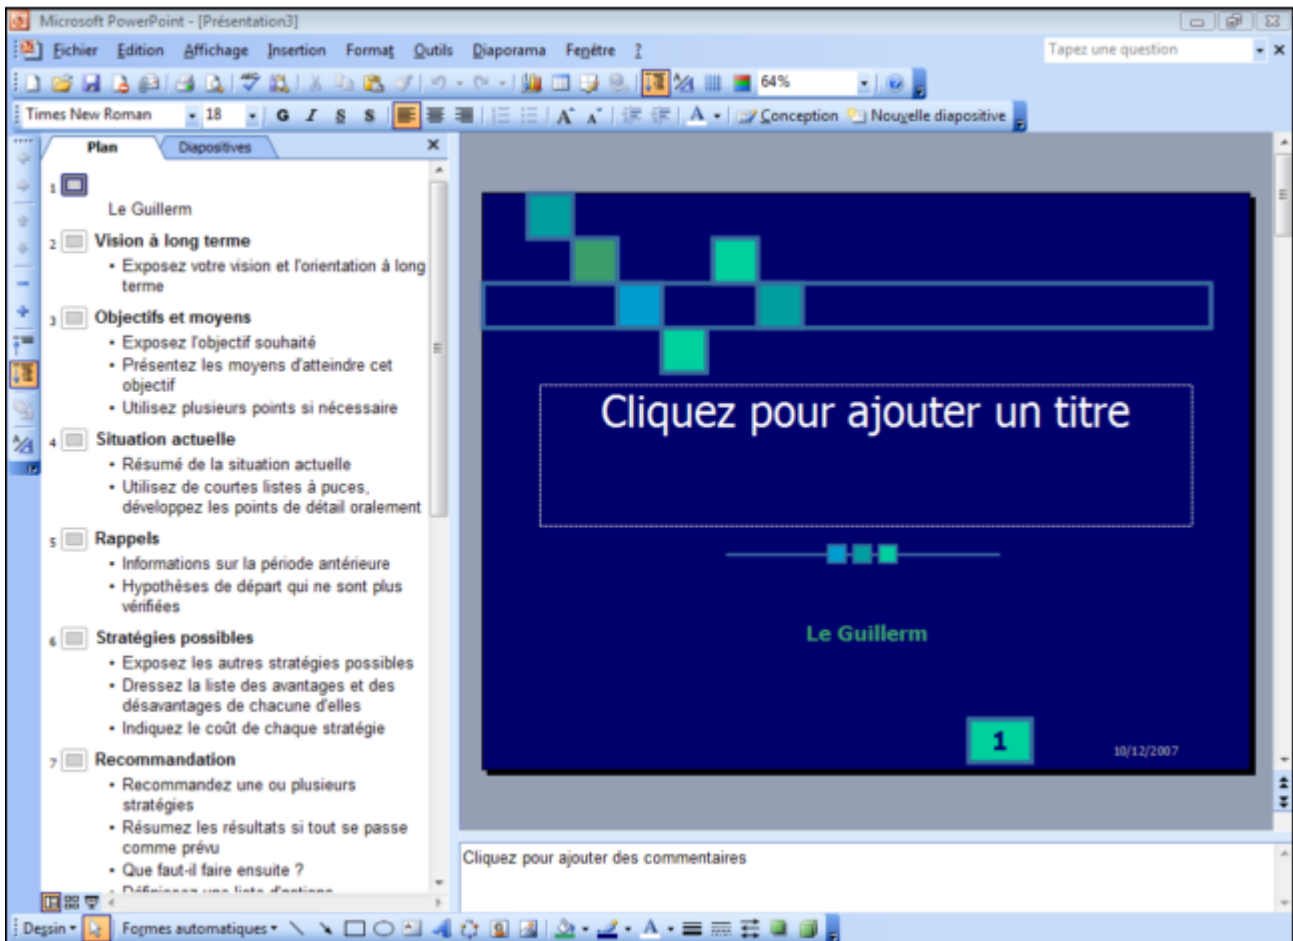 Microsoft PowerPoint - [Présentation3]
Fichier Edition Affichage Insertion Format Outils Diaporama Fenêtre ? Tapez une question
64%
Times New Roman 18 G I S S A A A Conception Nouvelle diapositive
Plan Diapositives
1
Le Guillerm
2 Vision à long terme
• Exposez votre vision et l'orientation à long
terme
3 Objectifs et moyens
• Exposez l'objectif souhaité
• Présentez les moyens d'atteindre cet
objectif
• Utilisez plusieurs points si nécessaire
4 Situation actuelle
• Résumé de la situation actuelle
• Utilisez de courtes listes à puces,
développez les points de détail oralement
5 Rappels
• Informations sur la période antérieure
• Hypothèses de départ qui ne sont plus
vérifiées
6 Stratégies possibles
• Exposez les autres stratégies possibles
• Dressez la liste des avantages et des
désavantages de chacune d'elles
• Indiquez le coût de chaque stratégie
7 Recommandation
• Recommandez une ou plusieurs
stratégies
• Résumez les résultats si tout se passe
comme prévu
• Que faut-il faire ensuite ?
• Définissez une liste d'actions
Cliquez pour ajouter un titre
Le Guillerm
1
10/12/2007
Cliquez pour ajouter des commentaires
Dessin Formes automatiques